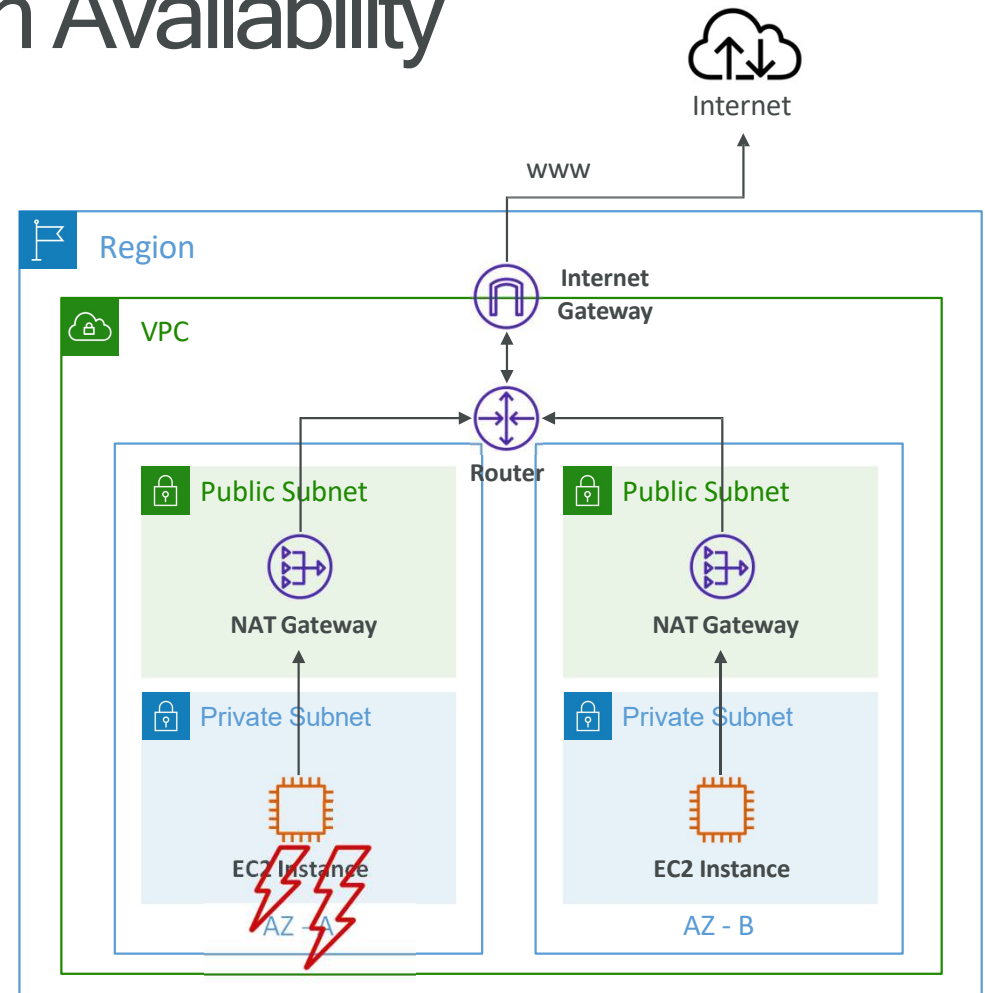 n Availability
Internet
www
Region
Internet
Gateway
VPC
Router
Public Subnet
Public Subnet
NAT Gateway
NAT Gateway
Private Subnet
Private Subnet
EC2 Instance
EC2 Instance
AZ - A
AZ - B